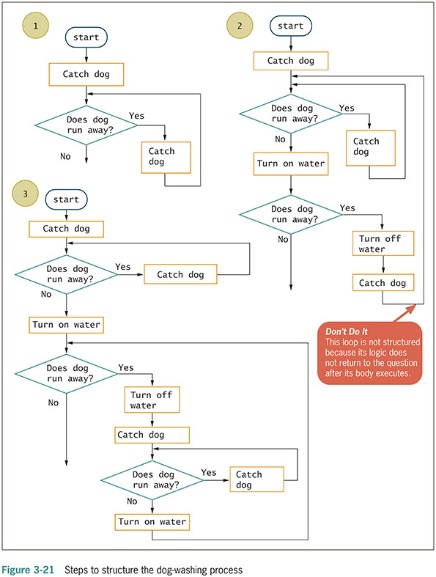 1
start
Catch dog
Does dog
run away?
Yes
No
Catch
dog
2
start
Catch dog
Does dog
run away?
Yes
No
Catch
dog
Turn on water
Does dog
run away?
Yes
No
Turn off
water
Catch dog
Don't Do It
This loop is not structured
because its logic does
not return to the question
after its body executes.
3
start
Catch dog
Does dog
run away?
Yes
No
Catch dog
Turn on water
Does dog
run away?
Yes
No
Turn off
water
Catch dog
Does dog
run away?
Yes
No
Catch
dog
Turn on water
Figure 3-21 Steps to structure the dog-washing process